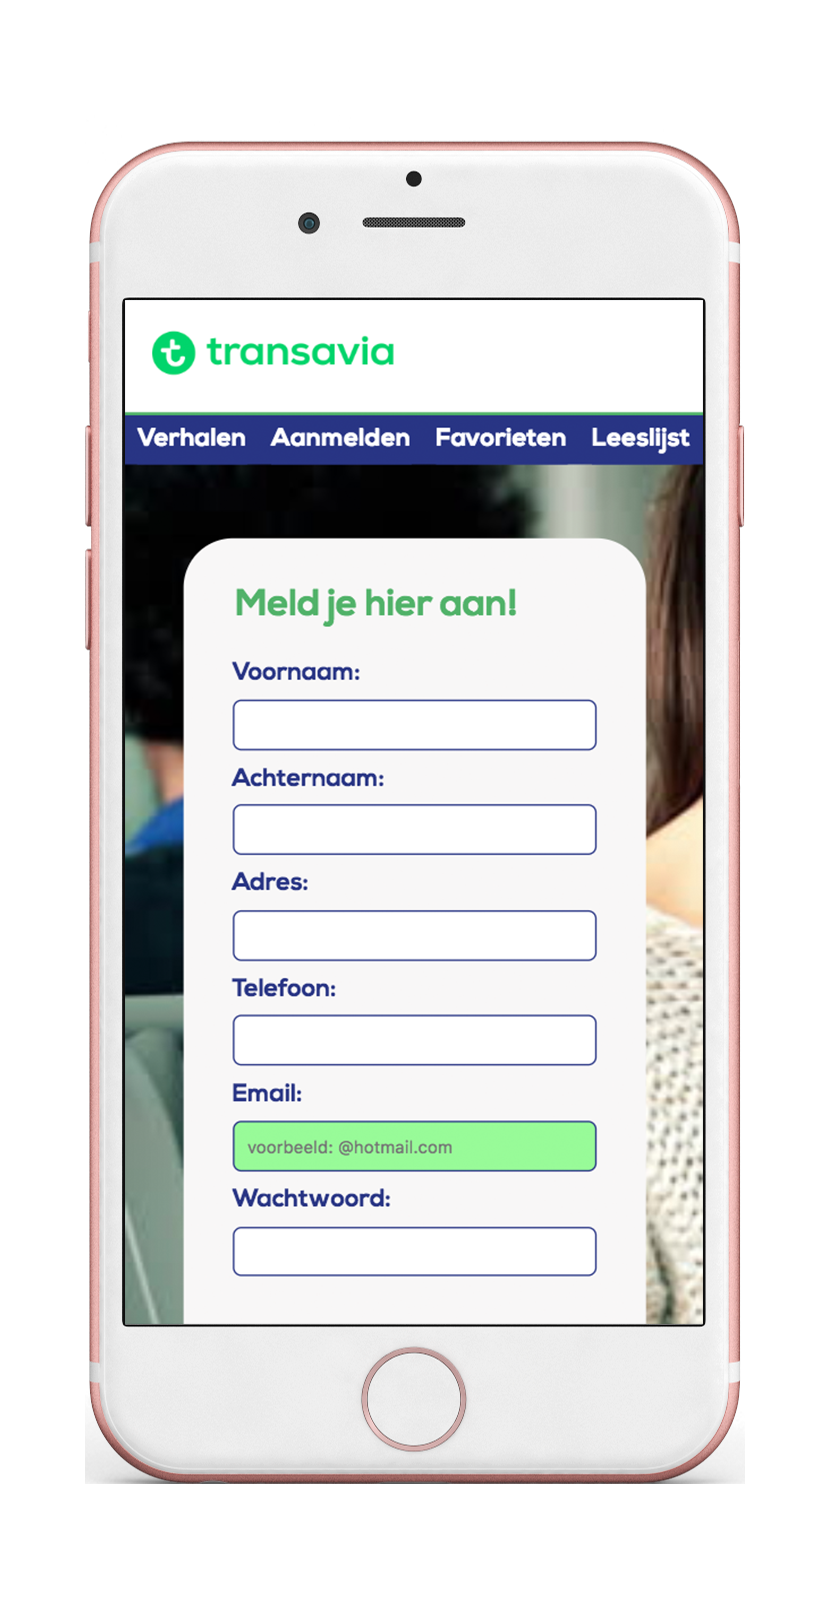 transavia
Verhalen Aanmelden Favorieten Leeslijst
Meld je hier aan!
Voornaam:
Achternaam:
Adres:
Telefoon:
Email:
voorbeeld: @hotmail.com
Wachtwoord: